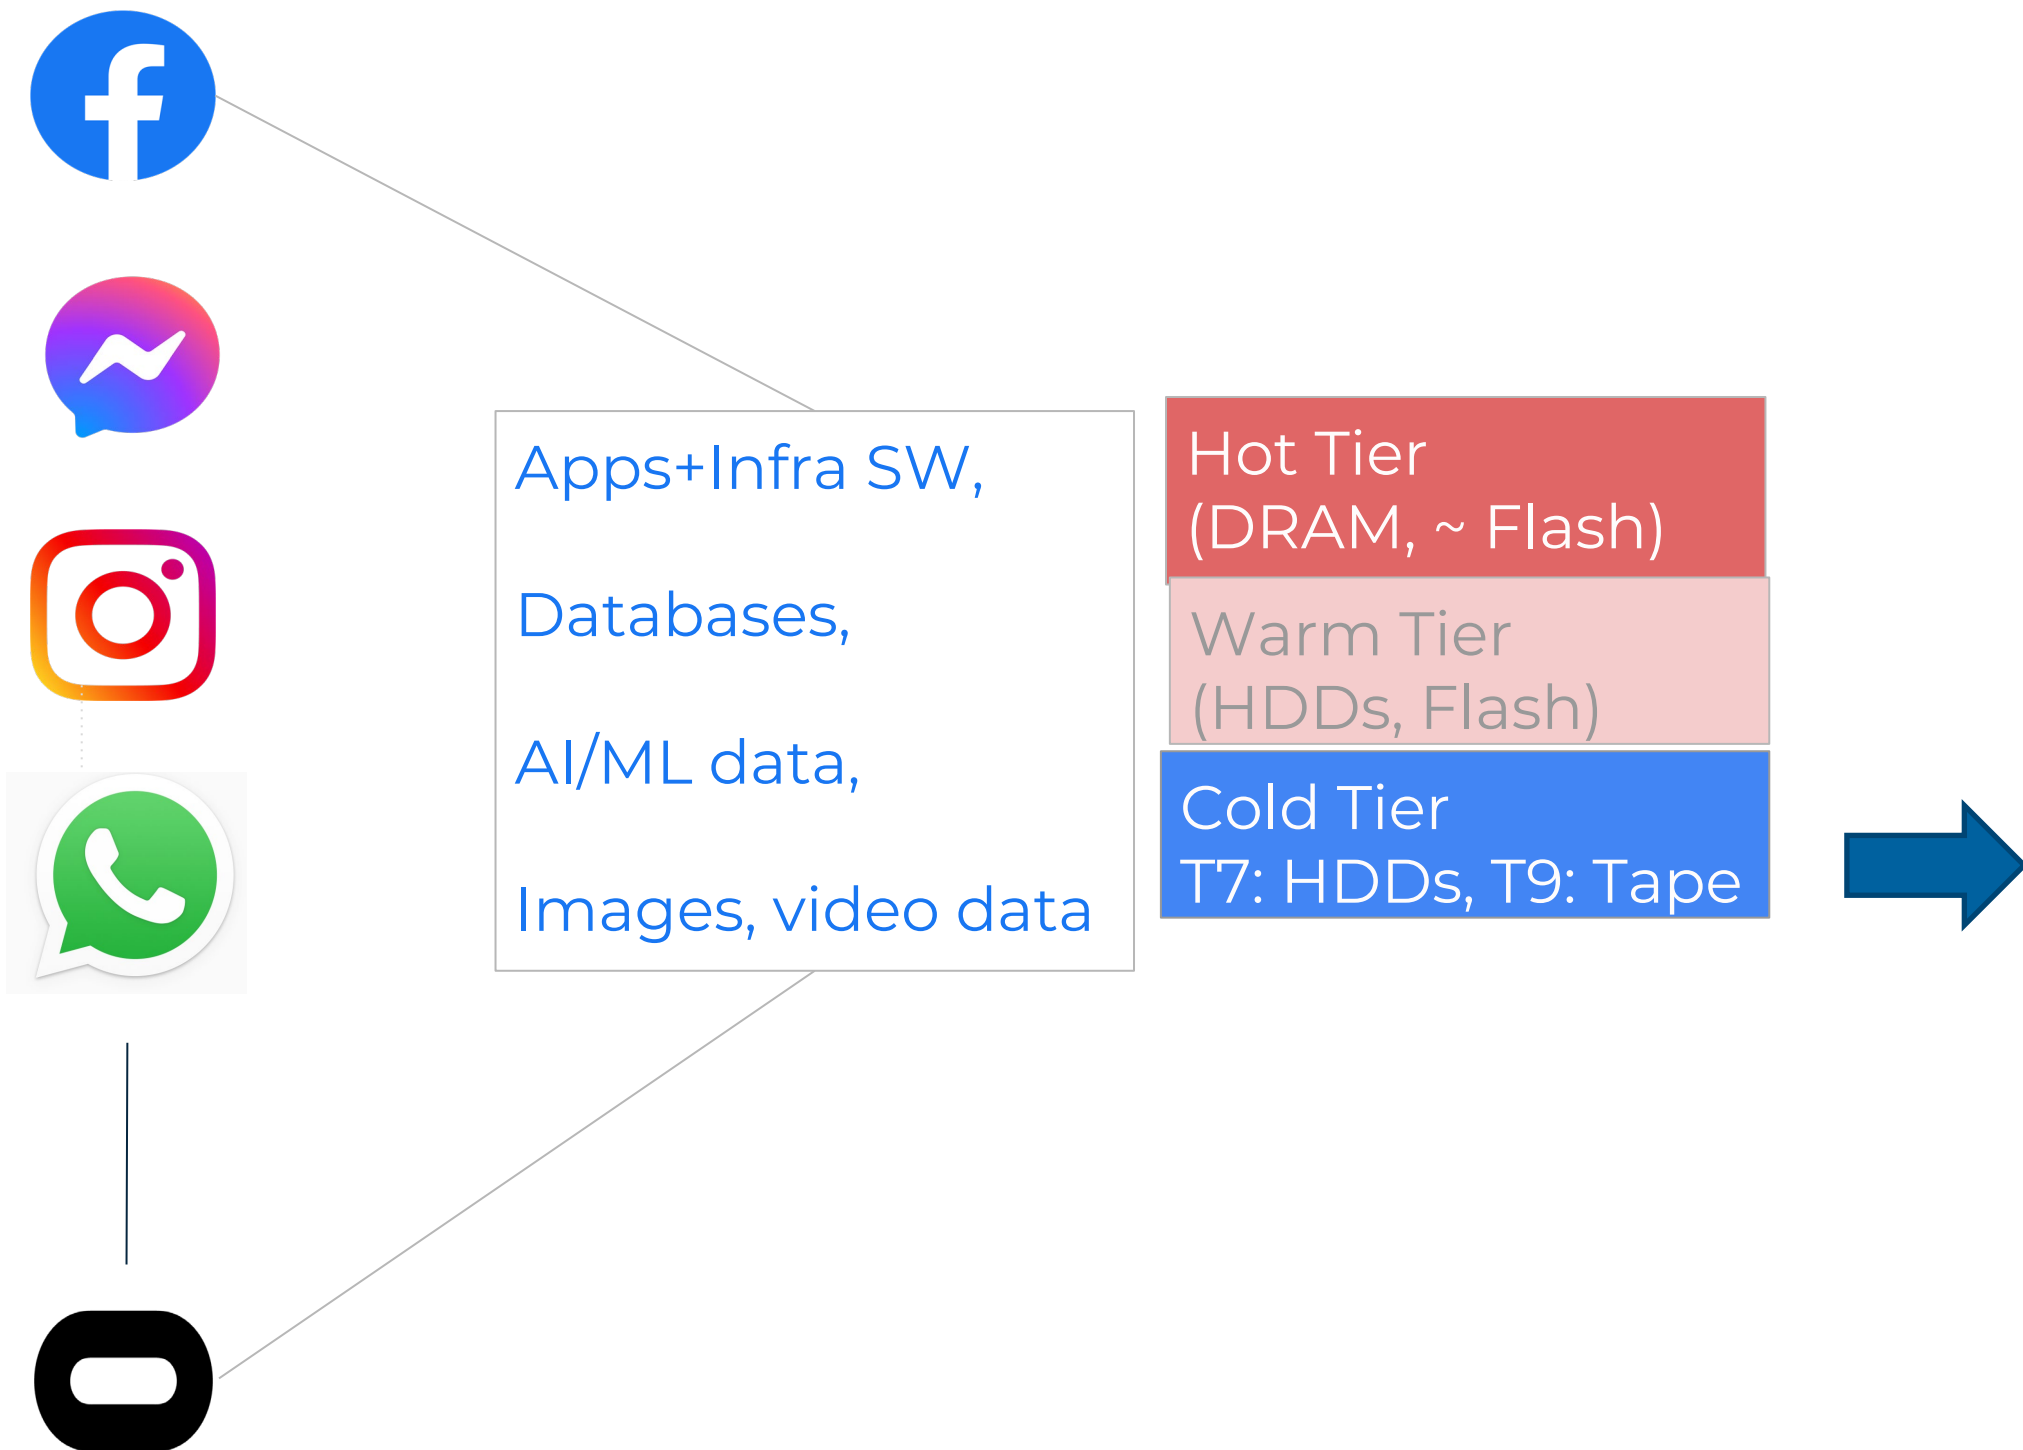 Apps+Infra SW,
Databases,
AI/ML data,
Images, video data
Hot Tier
(DRAM, ~ Flash)
Warm Tier
(HDDs, Flash)
Cold Tier
T7: HDDs, T9: Tape